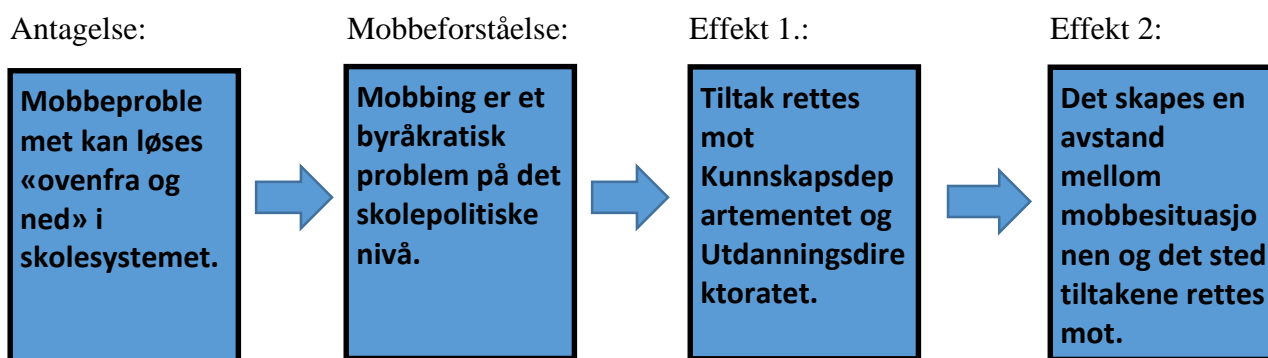 Antagelse:
Mobbeforståelse:
Effekt 1.:
Effekt 2:
Mobbeproble
met kan løses
«ovenfra og
ned» i
skolesystemet.
Mobbing er et
byråkratisk
problem på det
skolepolitiske
nivå.
Tiltak rettes
mot
Kunnskapsdep
artementet og
Utdanningsdire
ktoratet.
Det skapes en
avstand
mellom
mobbesituasjo
nen og det sted
tiltakene rettes
mot.